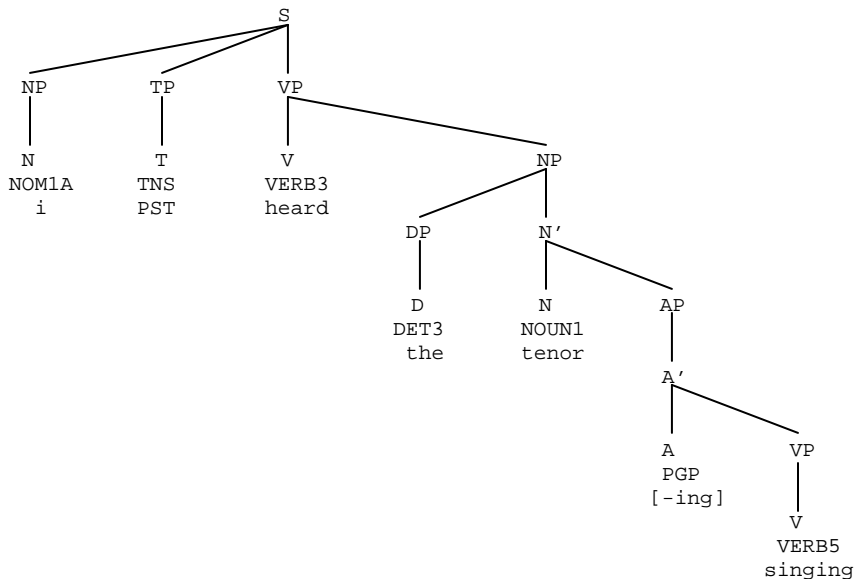 S
NP TP VP
N T V NP
NOM1A TNS VERB3
i PST heard
DP N'
D N AP
DET3 NOUN1
the tenor
A'
A VP
PGP
[-ing]
V
VERB5
singing